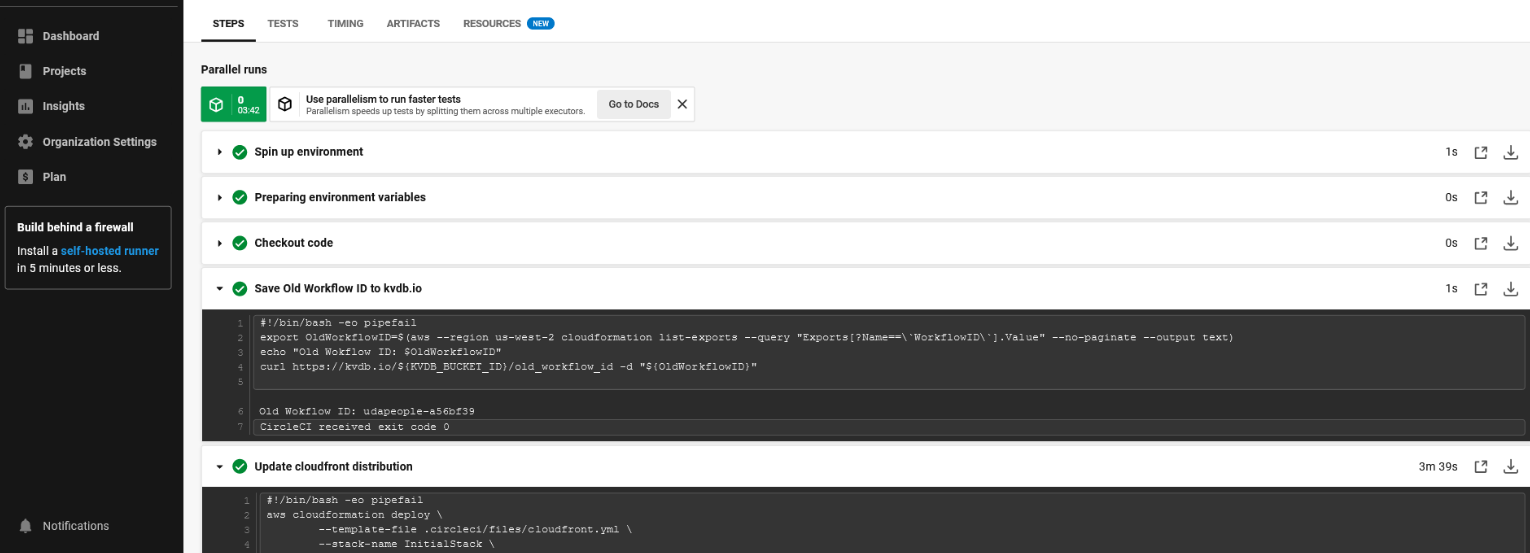 Dashboard
Projects
Insights
Organization Settings
Plan
Build behind a firewall
Install a self-hosted runner
in 5 minutes or less.
Notifications
STEPS TESTS TIMING ARTIFACTS RESOURCES NEW
Parallel runs
0
03:42
Use parallelism to run faster tests
Parallelism speeds up tests by splitting them across multiple executors.
Go to Docs
Spin up environment 1s
Preparing environment variables 0s
Checkout code 0s
Save Old Workflow ID to kvdb.io 1s
1 #!/bin/bash -eo pipefail
2 export OldWorkflowID=$(aws --region us-west-2 cloudformation list-exports --query "Exports[?Name==\`WorkflowID\`].Value" --no-paginate --output text)
3 echo "Old Wokflow ID: $OldWorkflowID"
4 curl https://kvdb.io/${KVDB_BUCKET_ID}/old_workflow_id -d "${OldWorkflowID}"
5
6 Old Wokflow ID: udapeople-a56bf39
7 CircleCI received exit code 0
Update cloudfront distribution 3m 39s
1 #!/bin/bash -eo pipefail
2 aws cloudformation deploy \
3 --template-file .circleci/files/cloudfront.yml \
4 --stack-name InitialStack \